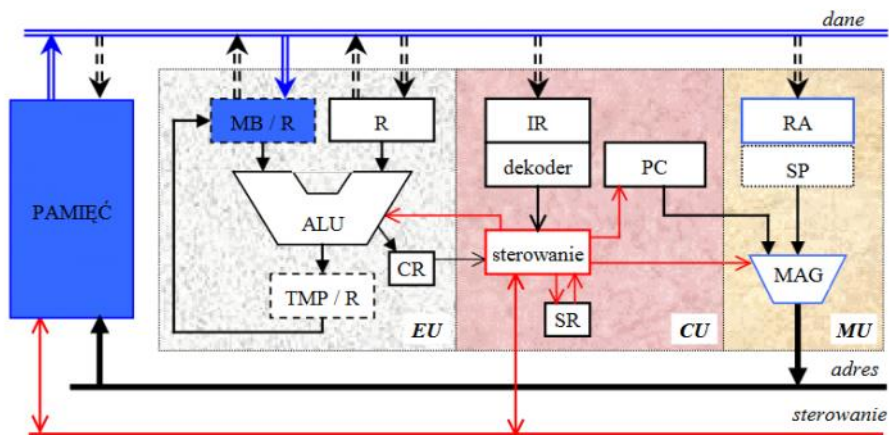 dane
MB / R
R
IR
RA
dekoder
PC
SP
PAMIĘĆ
ALU
sterowanie
CR
MAG
TMP / R
SR
EU
CU
MU
adres
sterowanie